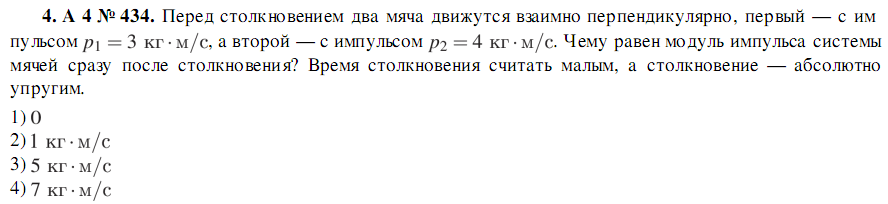 4. А 4 № 434. Перед столкновением два мяча движутся взаимно перпендикулярно, первый — с им
пульсом p₁ = 3 кг · м/с, а второй — с импульсом p₂ = 4 кг · м/с. Чему равен модуль импульса системы
мячей сразу после столкновения? Время столкновения считать малым, а столкновение — абсолютно
упругим.
1) 0
2) 1 кг · м/с
3) 5 кг · м/с
4) 7 кг · м/с